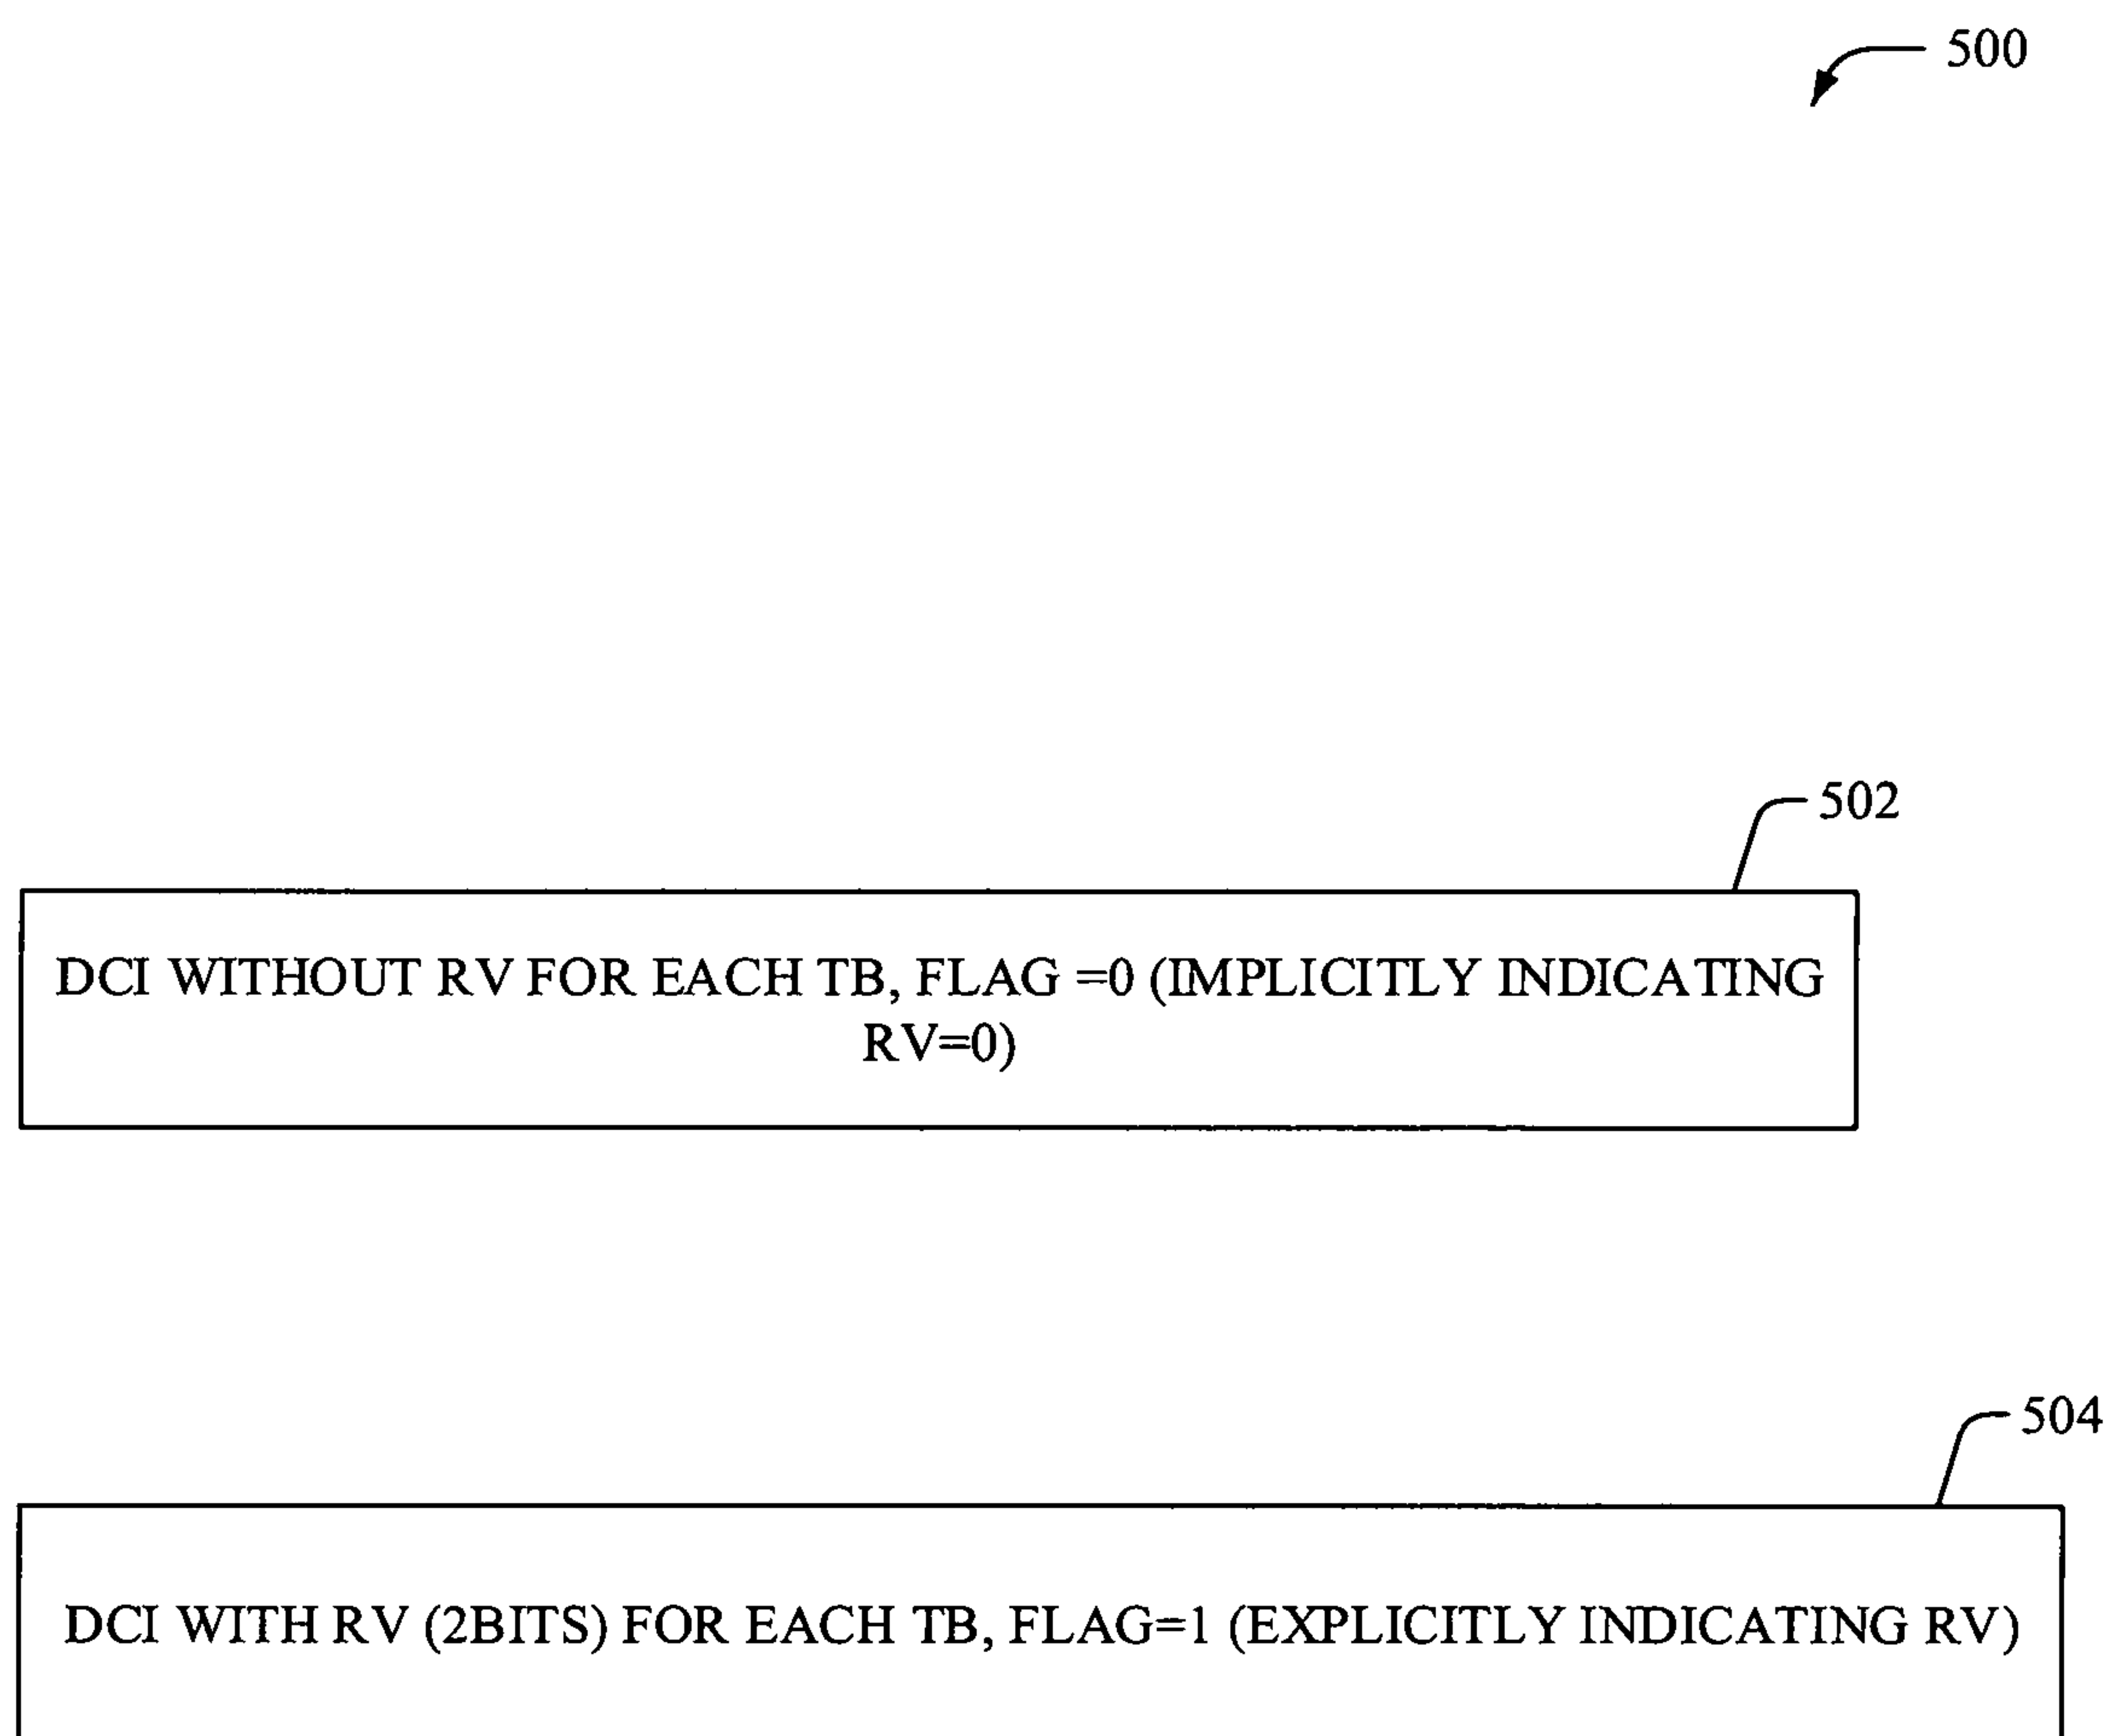 500
502
DCI WITHOUT RV FOR EACH TB, FLAG =0 (IMPLICITLY INDICATING
RV=0)
504
DCI WITH RV (2BITS) FOR EACH TB, FLAG=1 (EXPLICITLY INDICATING RV)